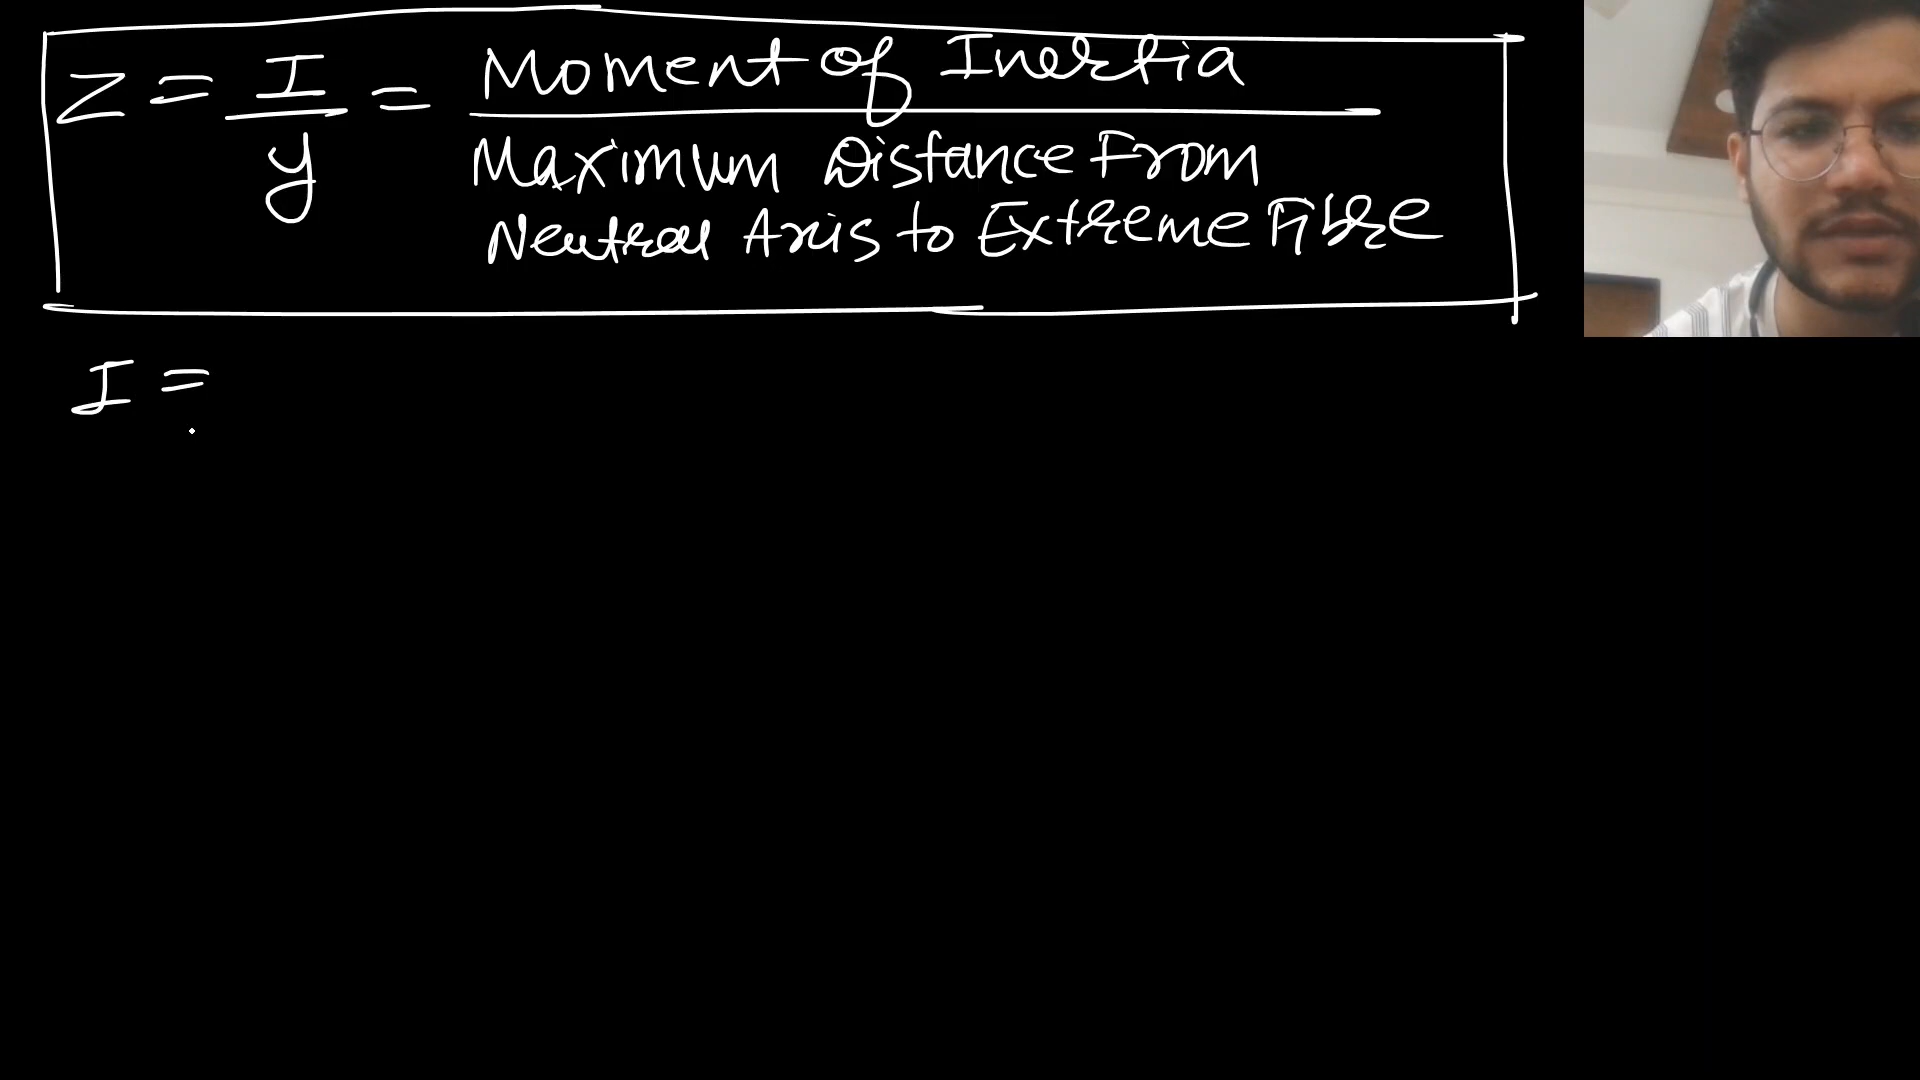 Z = I/y = Moment of Inertia
Maximum Distance From
Neutral Axis to Extreme Fibre
I =